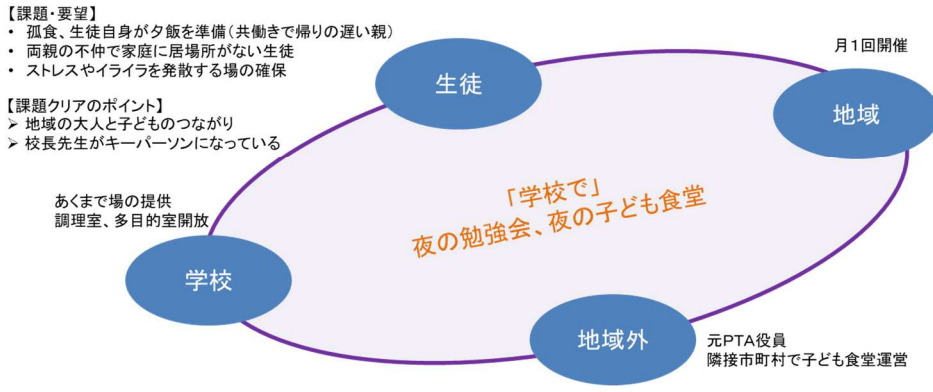 【課題・要望】
• 孤食、生徒自身が夕飯を準備(共働きで帰りの遅い親)
• 両親の不仲で家庭に居場所がない生徒
• ストレスやイライラを発散する場の確保
【課題クリアのポイント】
➢ 地域の大人と子どものつながり
➢ 校長先生がキーパーソンになっている
生徒
月1回開催
地域
「学校で」
夜の勉強会、夜の子ども食堂
あくまで場の提供
調理室、多目的室開放
学校
地域外
元PTA役員
隣接市町村で子ども食堂運営